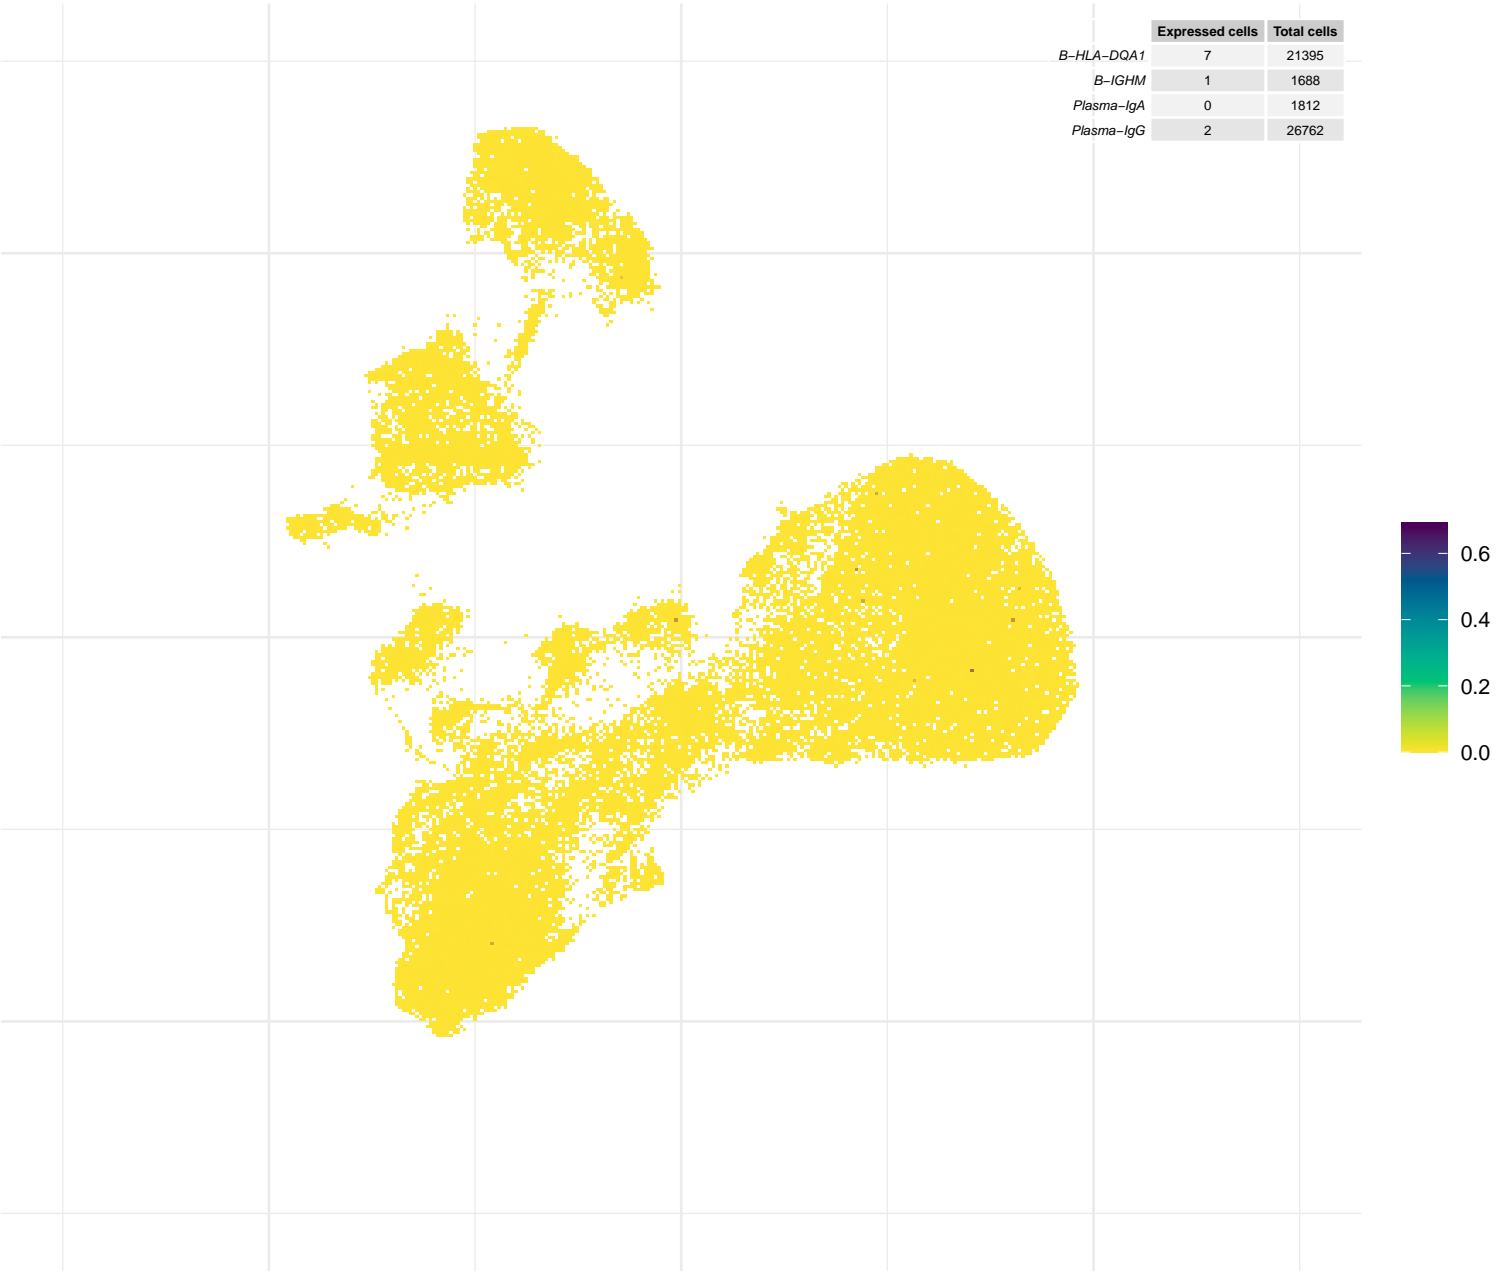 Expressed cells Total cells
B−HLA−DQA1 7 21395
B−IGHM 1 1688
Plasma−IgA 0 1812
Plasma−IgG 2 26762
0.6
0.4
0.2
0.0